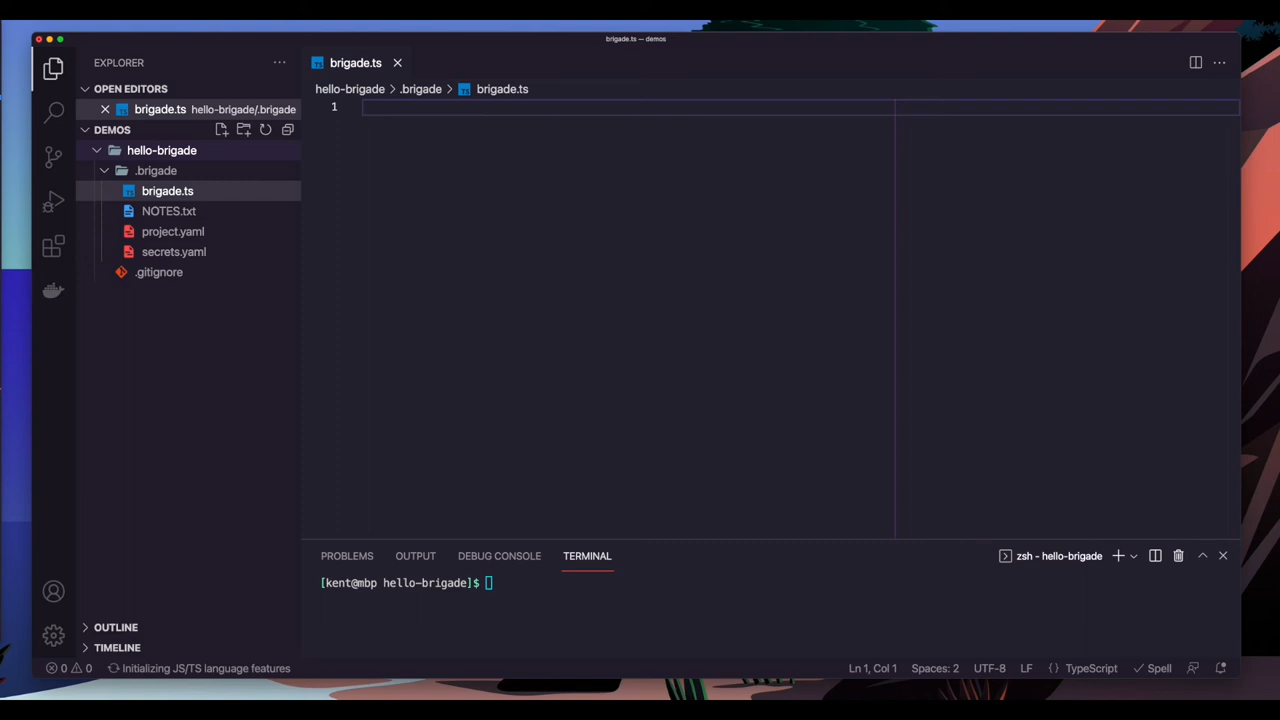 brigade.ts — demos
EXPLORER
OPEN EDITORS
brigade.ts hello-brigade/.brigade
DEMOS
hello-brigade
.brigade
TS brigade.ts
NOTES.txt
project.yaml
secrets.yaml
.gitignore
OUTLINE
TIMELINE
TS brigade.ts
hello-brigade > .brigade > TS brigade.ts
1
PROBLEMS OUTPUT DEBUG CONSOLE TERMINAL
zsh - hello-brigade
[kent@mbp hello-brigade]$
0 0 Initializing JS/TS language features
Ln 1, Col 1 Spaces: 2 UTF-8 LF {} TypeScript Spell